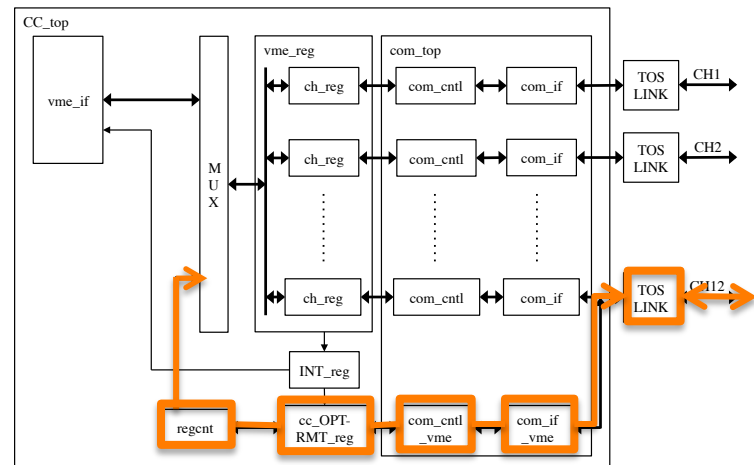 CC_top
vme_if
M
U
X
vme_reg
com_top
ch_reg
com_cntl
com_if
TOS
LINK
CH1
ch_reg
com_cntl
com_if
TOS
LINK
CH2
ch_reg
com_cntl
com_if
TOS
LINK
CH12
INT_reg
regcnt
cc_OPT-
RMT_reg
com_cntl
_vme
com_if
_vme